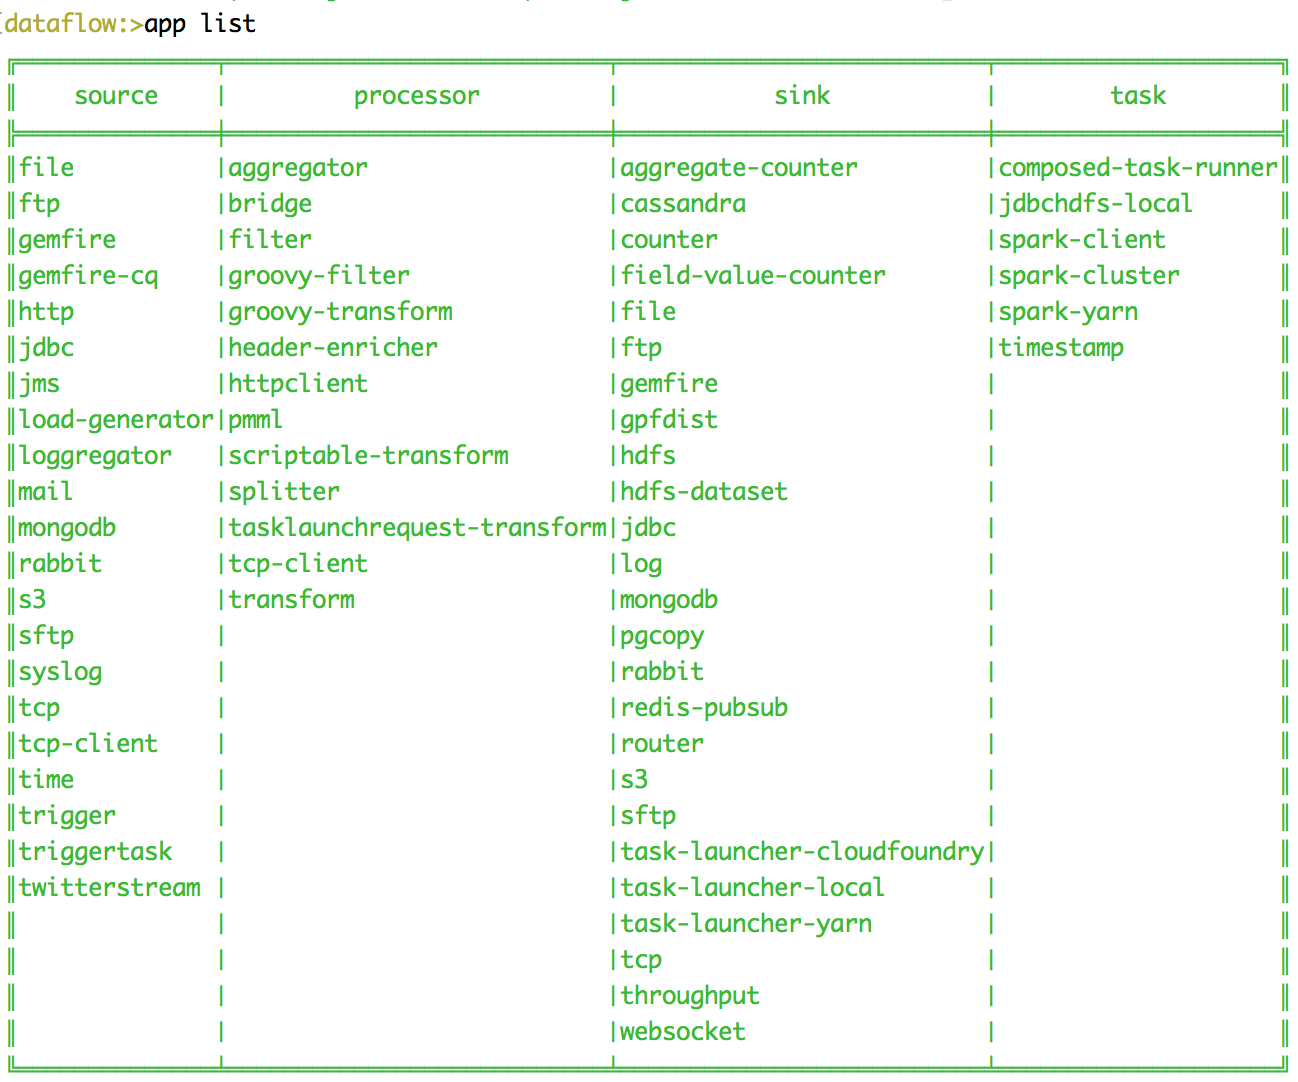 dataflow:>app list
source | processor | sink | task
file |aggregator |aggregate-counter |composed-task-runner
ftp |bridge |cassandra |jdbchdfs-local
gemfire |filter |counter |spark-client
gemfire-cq |groovy-filter |field-value-counter |spark-cluster
http |groovy-transform |file |spark-yarn
jdbc |header-enricher |ftp |timestamp
jms |httpclient |gemfire |
load-generator|pmml |gpfdist |
loggregator |scriptable-transform |hdfs |
mail |splitter |hdfs-dataset |
mongodb |tasklaunchrequest-transform|jdbc |
rabbit |tcp-client |log |
s3 |transform |mongodb |
sftp | |pgcopy |
syslog | |rabbit |
tcp | |redis-pubsub |
tcp-client | |router |
time | |s3 |
trigger | |sftp |
triggertask | |task-launcher-cloudfoundry|
twitterstream | |task-launcher-local |
| |task-launcher-yarn |
| |tcp |
| |throughput |
| |websocket |